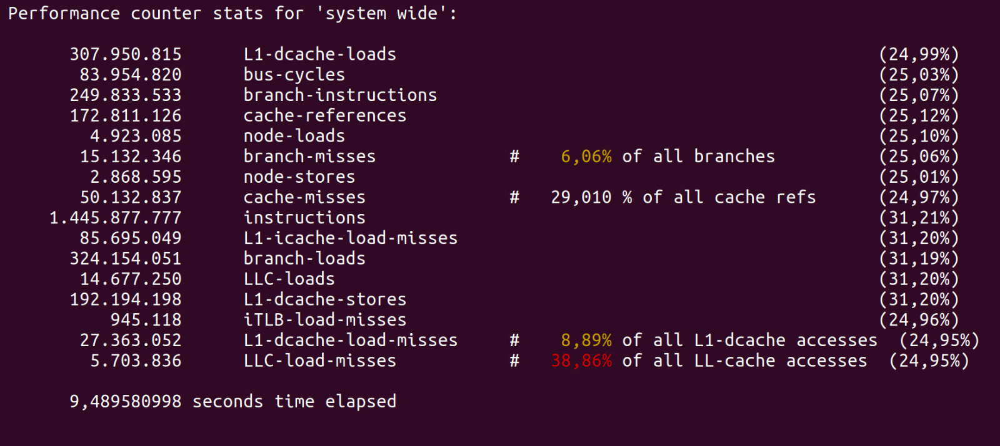 Performance counter stats for 'system wide':
307.950.815 L1-dcache-loads (24,99%)
83.954.820 bus-cycles (25,03%)
249.833.533 branch-instructions (25,07%)
172.811.126 cache-references (25,12%)
4.923.085 node-loads (25,10%)
15.132.346 branch-misses # 6,06% of all branches (25,06%)
2.868.595 node-stores (25,01%)
50.132.837 cache-misses # 29,010 % of all cache refs (24,97%)
1.445.877.777 instructions (31,21%)
85.695.049 L1-icache-load-misses (31,20%)
324.154.051 branch-loads (31,19%)
14.677.250 LLC-loads (31,20%)
192.194.198 L1-dcache-stores (31,20%)
945.118 iTLB-load-misses (24,96%)
27.363.052 L1-dcache-load-misses # 8,89% of all L1-dcache accesses (24,95%)
5.703.836 LLC-load-misses # 38,86% of all LL-cache accesses (24,95%)
9,489580998 seconds time elapsed